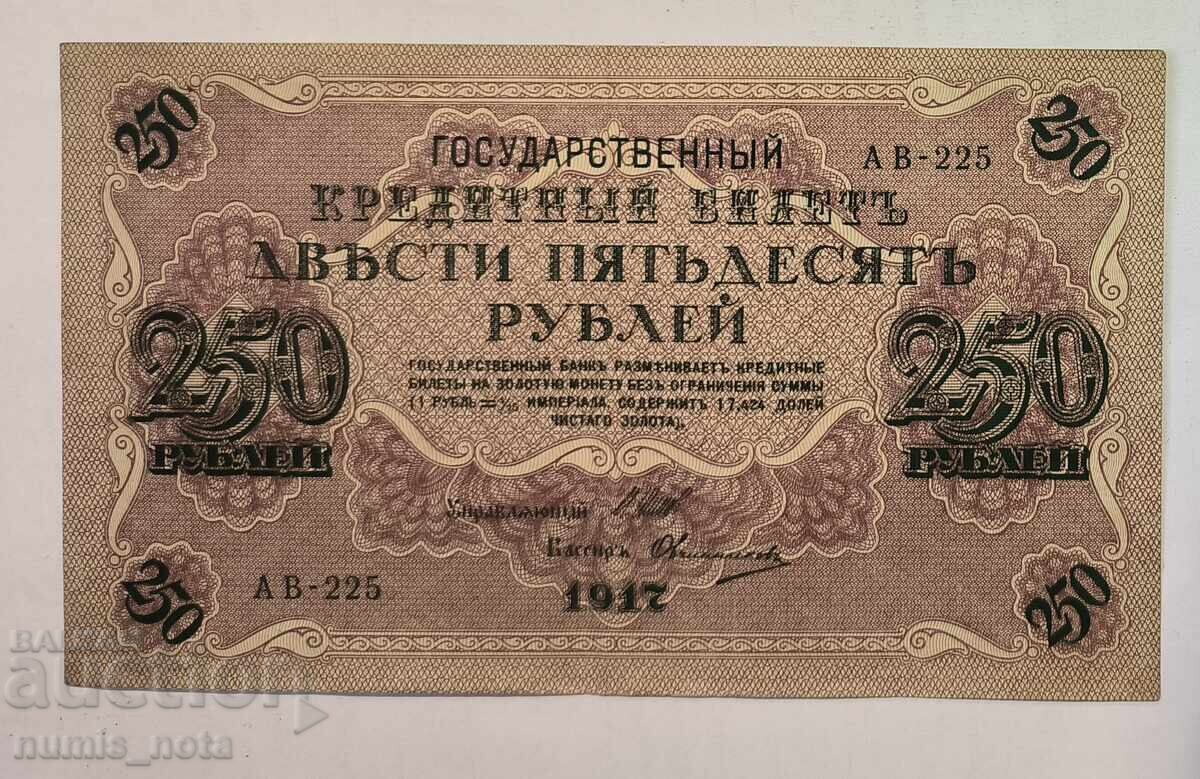 250
250
ГОСУДАРСТВЕННЫЙ
АВ-225
КРЕДИТНЫЙ БИЛЕТЪ
ДВѢСТИ ПЯТЬДЕСЯТЪ
РУБЛЕЙ
250
РУБЛЕЙ
250
РУБЛЕЙ
ГОСУДАРСТВЕННЫЙ БАНКЪ РАЗМѢНИВАЕТЪ КРЕДИТНЫЕ
БИЛЕТЫ НА ЗОЛОТУЮ МОНЕТУ БЕЗЪ ОГРАНИЧЕНІЯ СУММЫ
(1 РУБЛЬ = 1/15 ИМПЕРІАЛА, СОДЕРЖИТЪ 17,424 ДОЛЕЙ
ЧИСТАГО ЗОЛОТА).
Управляющій
Кассиръ Овчинниковъ
АВ-225
1917
250
250
auction
numis_nota